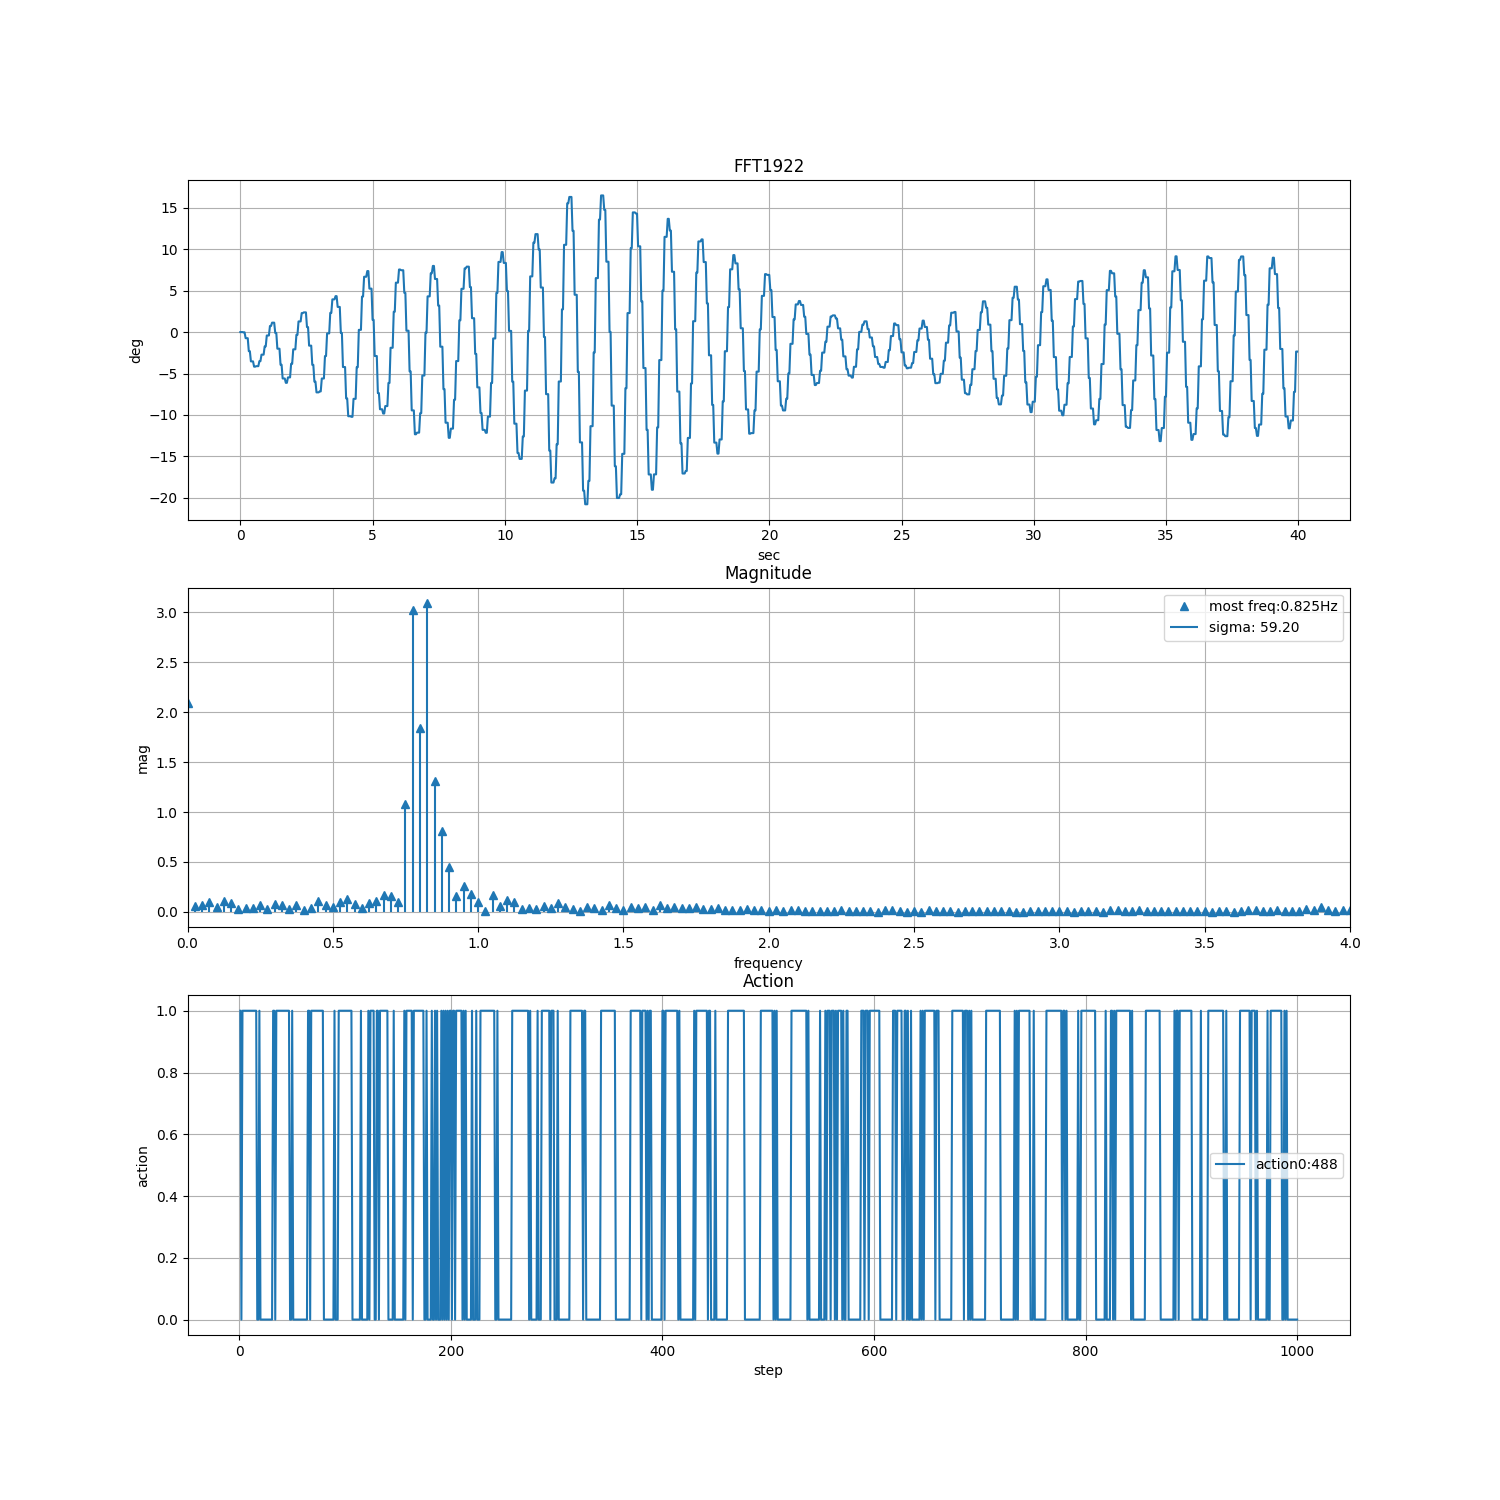 FFT1922
15
10
5
0
−5
−10
−15
−20
deg
0 5 10 15 20 25 30 35 40
sec
Magnitude
most freq:0.825Hz
sigma: 59.20
3.0
2.5
2.0
1.5
1.0
0.5
0.0
mag
0.0 0.5 1.0 1.5 2.0 2.5 3.0 3.5 4.0
frequency
Action
1.0
0.8
0.6
0.4
0.2
0.0
action
action0:488
0 200 400 600 800 1000
step